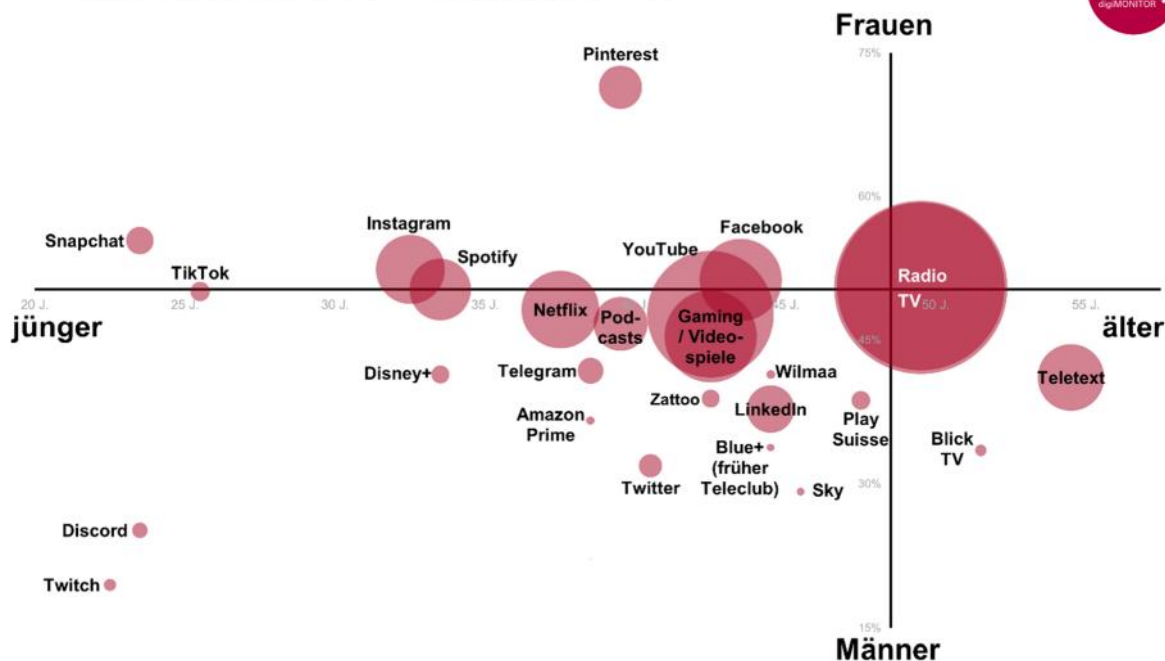 digiMONITOR
Frauen
75%
Pinterest
60%
Instagram
Facebook
Snapchat
YouTube
Spotify
TikTok
Radio
TV
20 J.
25 J.
30 J.
35 J.
45 J.
50 J.
55 J.
jünger
älter
Netflix
Pod-
casts
Gaming
/ Video-
spiele
45%
Disney+
Telegram
Wilmaa
Teletext
Zattoo
LinkedIn
Amazon
Prime
Play
Suisse
Blick
TV
Blue+
(früher
Teleclub)
Twitter
Sky
30%
Discord
Twitch
15%
Männer